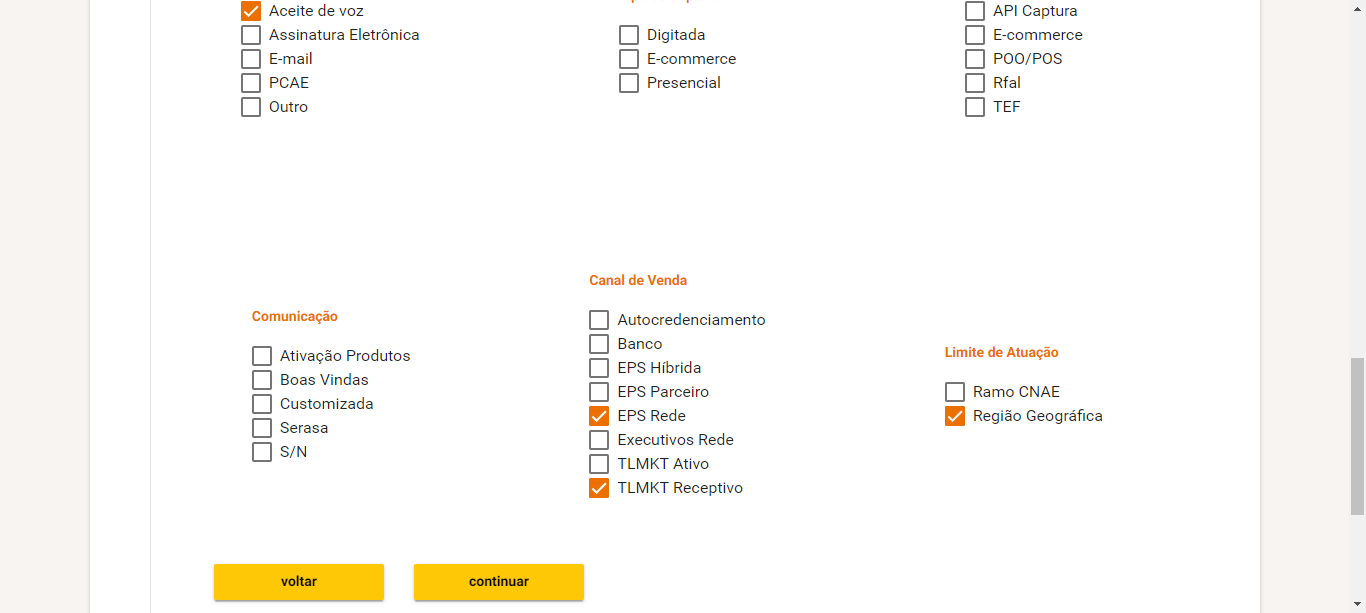 Aceite de voz
Assinatura Eletrônica
E-mail
PCAE
Outro
Digitada
E-commerce
Presencial
API Captura
E-commerce
POO/POS
Rfal
TEF
Comunicação
Ativação Produtos
Boas Vindas
Customizada
Serasa
S/N
Canal de Venda
Autocredenciamento
Banco
EPS Híbrida
EPS Parceiro
EPS Rede
Executivos Rede
TLMKT Ativo
TLMKT Receptivo
Limite de Atuação
Ramo CNAE
Região Geográfica
voltar
continuar